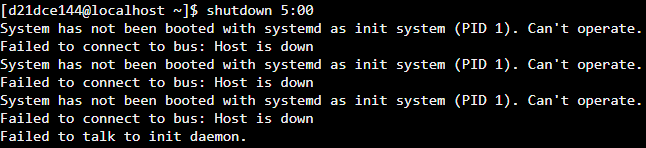 [d21dce144@localhost ~]$ shutdown 5:00
System has not been booted with systemd as init system (PID 1). Can't operate.
Failed to connect to bus: Host is down
System has not been booted with systemd as init system (PID 1). Can't operate.
Failed to connect to bus: Host is down
System has not been booted with systemd as init system (PID 1). Can't operate.
Failed to connect to bus: Host is down
Failed to talk to init daemon.